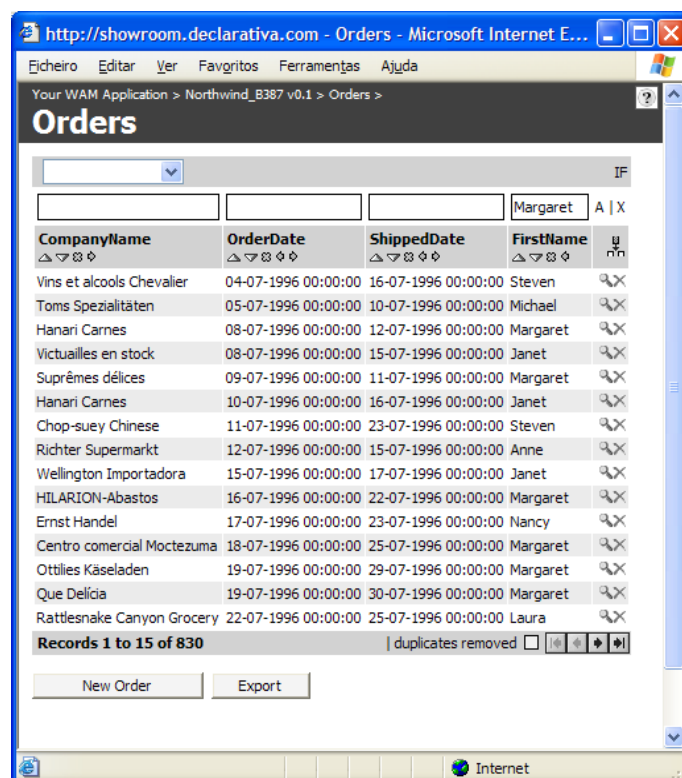 http://showroom.declarativa.com - Orders - Microsoft Internet E...
Ficheiro Editar Ver Favoritos Ferramentas Ajuda
Your WAM Application > Northwind_B387 v0.1 > Orders >
?
Orders
IF
Margaret A | X
CompanyName OrderDate ShippedDate FirstName
Vins et alcools Chevalier 04-07-1996 00:00:00 16-07-1996 00:00:00 Steven
Toms Spezialitäten 05-07-1996 00:00:00 10-07-1996 00:00:00 Michael
Hanari Carnes 08-07-1996 00:00:00 12-07-1996 00:00:00 Margaret
Victuailles en stock 08-07-1996 00:00:00 15-07-1996 00:00:00 Janet
Suprêmes délices 09-07-1996 00:00:00 11-07-1996 00:00:00 Margaret
Hanari Carnes 10-07-1996 00:00:00 16-07-1996 00:00:00 Janet
Chop-suey Chinese 11-07-1996 00:00:00 23-07-1996 00:00:00 Steven
Richter Supermarkt 12-07-1996 00:00:00 15-07-1996 00:00:00 Anne
Wellington Importadora 15-07-1996 00:00:00 17-07-1996 00:00:00 Janet
HILARION-Abastos 16-07-1996 00:00:00 22-07-1996 00:00:00 Margaret
Ernst Handel 17-07-1996 00:00:00 23-07-1996 00:00:00 Nancy
Centro comercial Moctezuma 18-07-1996 00:00:00 25-07-1996 00:00:00 Margaret
Ottilies Käseladen 19-07-1996 00:00:00 29-07-1996 00:00:00 Margaret
Que Delícia 19-07-1996 00:00:00 30-07-1996 00:00:00 Margaret
Rattlesnake Canyon Grocery 22-07-1996 00:00:00 25-07-1996 00:00:00 Laura
Records 1 to 15 of 830 | duplicates removed
New Order Export
Internet